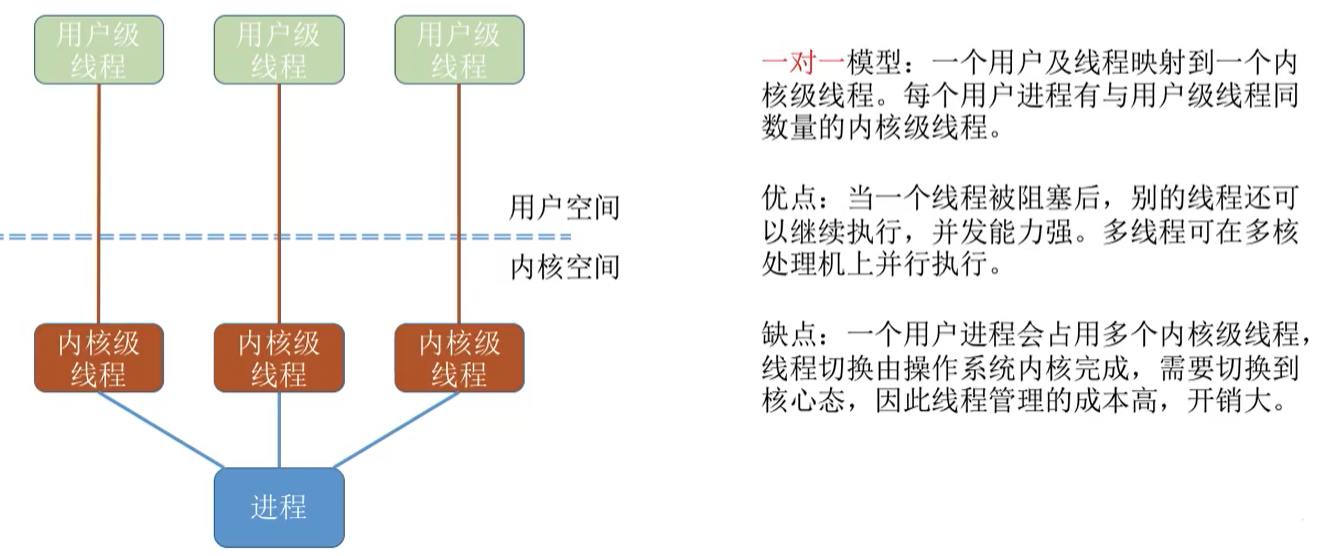 用户级
线程
用户级
线程
用户级
线程
用户空间
内核空间
内核级
线程
内核级
线程
内核级
线程
进程
一对一模型：一个用户及线程映射到一个内
核级线程。每个用户进程有与用户级线程同
数量的内核级线程。
优点：当一个线程被阻塞后，别的线程还可
以继续执行，并发能力强。多线程可在多核
处理机上并行执行。
缺点：一个用户进程会占用多个内核级线程，
线程切换由操作系统内核完成，需要切换到
核心态，因此线程管理的成本高，开销大。